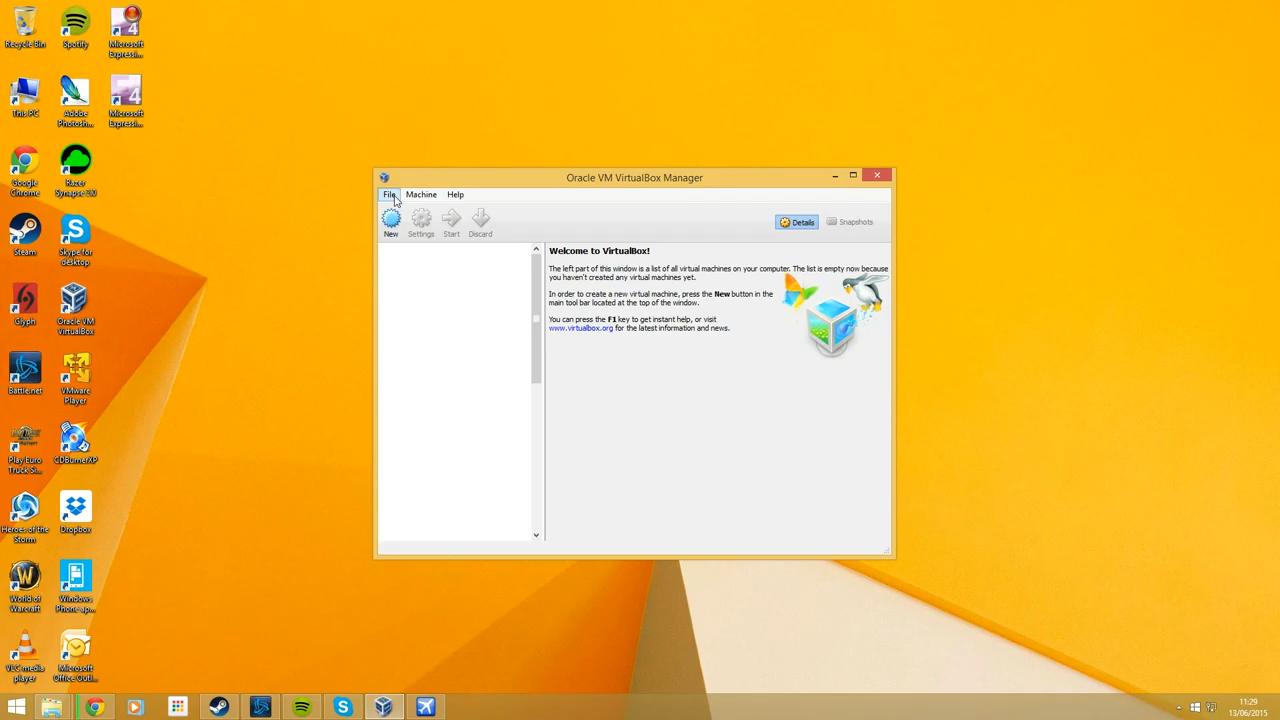 Recycle Bin
Spotify
Microsoft
Expressi...
This PC
Adobe
Photosh...
Microsoft
Expressi...
Google
Chrome
Razer
Synapse 2.0
Steam
Skype for
desktop
Glyph
Oracle VM
VirtualBox
Battle.net
VMware
Player
Play Euro
Truck Si...
CDBurnerXP
Heroes of the
Storm
Dropbox
World of
Warcraft
Windows
Phone ap...
VLC media
player
Microsoft
Office Outl...
Oracle VM VirtualBox Manager
File Machine Help
New Settings Start Discard
Details Snapshots
Welcome to VirtualBox!
The left part of this window is a list of all virtual machines on your computer. The list is empty now because
you haven't created any virtual machines yet.
In order to create a new virtual machine, press the New button in the
main tool bar located at the top of the window.
You can press the F1 key to get instant help, or visit
www.virtualbox.org for the latest information and news.
11:29
13/06/2015